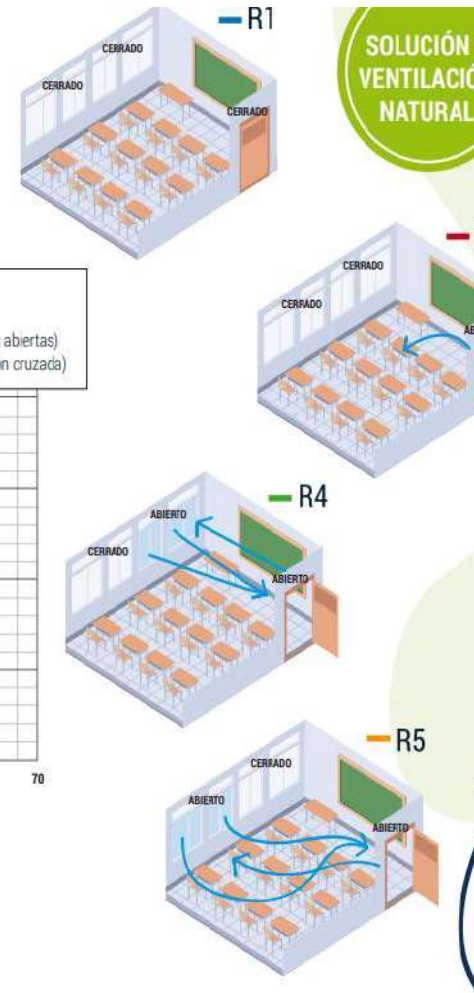 R1
CERRADO
CERRADO
CERRADO
SOLUCIÓN
VENTILACIÓ
NATURAL
CERRADO
CERRADO
AB
abiertas)
n cruzada)
R4
ABIERTO
CERRADO
ABIERTO
70
R5
CERRADO
ABIERTO
ABIERTO